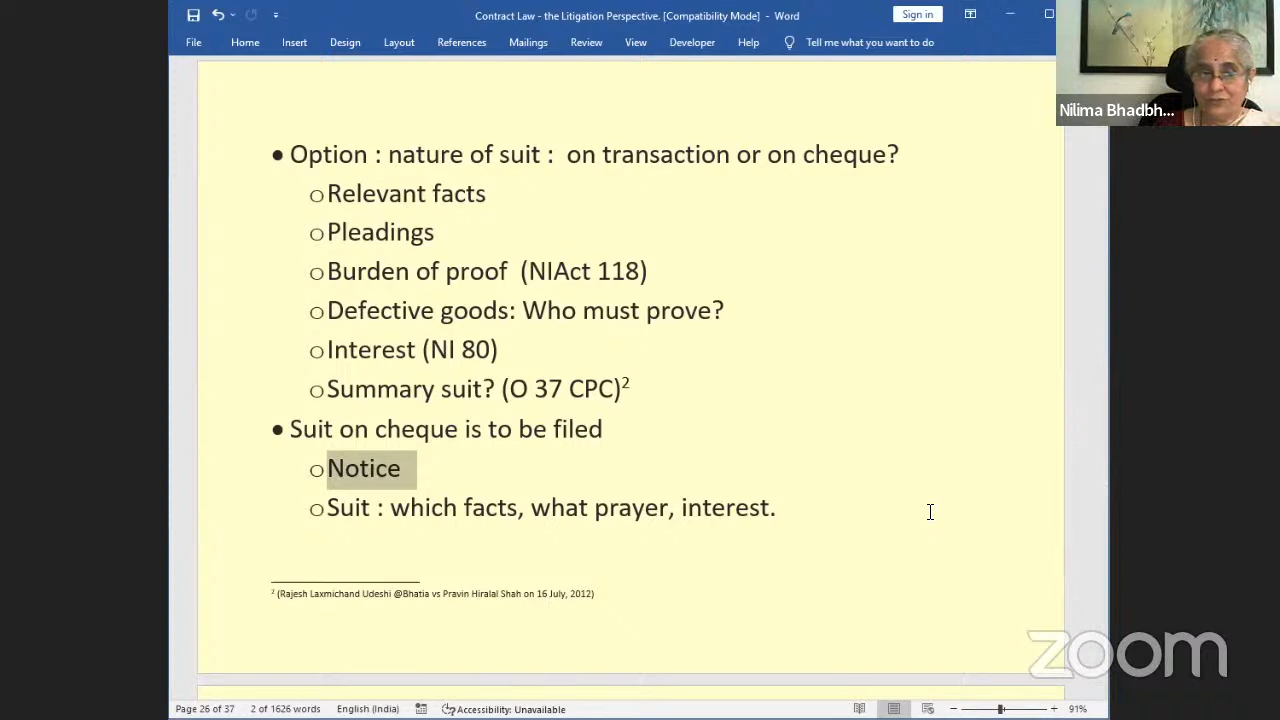 Contract Law - the Litigation Perspective. [Compatibility Mode] - Word
Sign in
File Home Insert Design Layout References Mailings Review View Developer Help Tell me what you want to do
Nilima Bhadbh...
• Option : nature of suit : on transaction or on cheque?
o Relevant facts
o Pleadings
o Burden of proof (NIAct 118)
o Defective goods: Who must prove?
o Interest (NI 80)
o Summary suit? (O 37 CPC)2
• Suit on cheque is to be filed
o Notice
o Suit : which facts, what prayer, interest.
2 (Rajesh Laxmichand Udeshi @Bhatia vs Pravin Hiralal Shah on 16 July, 2012)
zoom
Page 26 of 37 2 of 1626 words English (India) Accessibility: Unavailable 91%